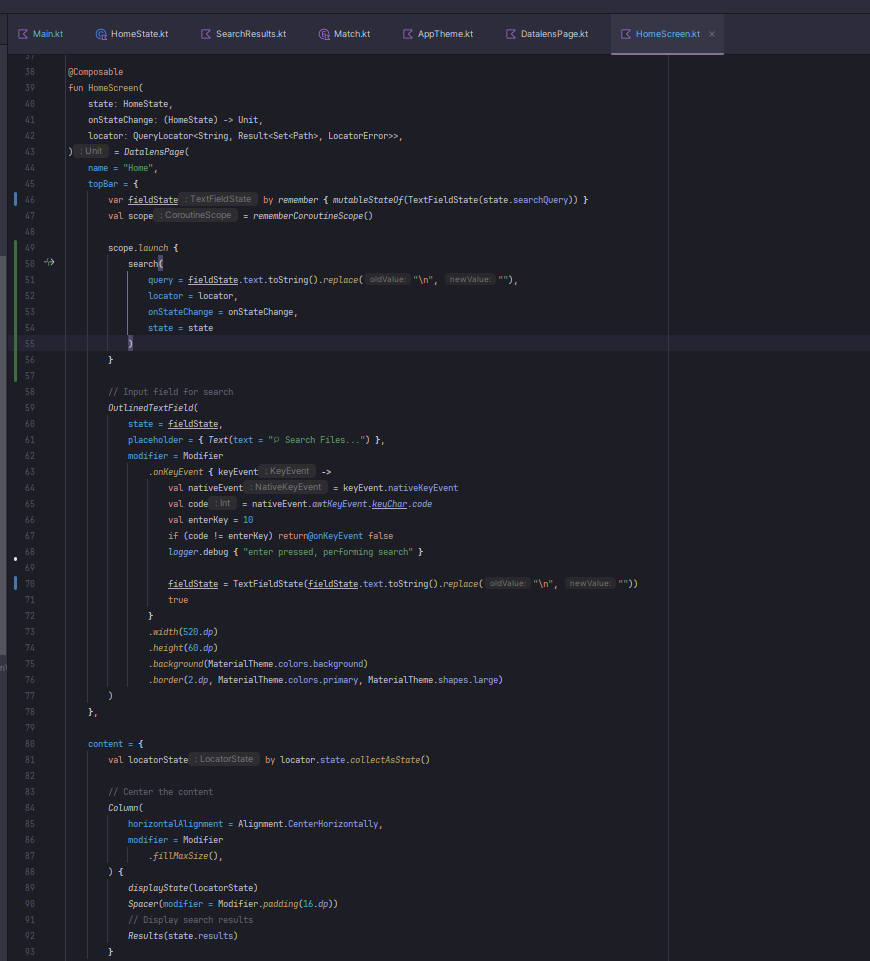 Main.kt HomeState.kt SearchResults.kt Match.kt AppTheme.kt DatalensPage.kt HomeScreen.kt ×
37
38 @Composable
39 fun HomeScreen(
40 state: HomeState,
41 onStateChange: (HomeState) -> Unit,
42 locator: QueryLocator<String, Result<Set<Path>, LocatorError>>,
43 ) : Unit = DatalensPage(
44 name = "Home",
45 topBar = {
46 var fieldState : TextFieldState by remember { mutableStateOf(TextFieldState(state.searchQuery)) }
47 val scope : CoroutineScope = rememberCoroutineScope()
48
49 scope.launch {
50 search(
51 query = fieldState.text.toString().replace( oldValue: "\n", newValue: ""),
52 locator = locator,
53 onStateChange = onStateChange,
54 state = state
55 )
56 }
57
58 // Input field for search
59 OutlinedTextField(
60 state = fieldState,
61 placeholder = { Text(text = "⌕ Search Files...") },
62 modifier = Modifier
63 .onKeyEvent { keyEvent : KeyEvent ->
64 val nativeEvent : NativeKeyEvent = keyEvent.nativeKeyEvent
65 val code : Int = nativeEvent.awtKeyEvent.keyChar.code
66 val enterKey = 10
67 if (code != enterKey) return@onKeyEvent false
68 logger.debug { "enter pressed, performing search" }
69
70 fieldState = TextFieldState(fieldState.text.toString().replace( oldValue: "\n", newValue: ""))
71 true
72 }
73 .width(520.dp)
74 .height(60.dp)
75 .background(MaterialTheme.colors.background)
76 .border(2.dp, MaterialTheme.colors.primary, MaterialTheme.shapes.large)
77 )
78 },
79
80 content = {
81 val locatorState : LocatorState by locator.state.collectAsState()
82
83 // Center the content
84 Column(
85 horizontalAlignment = Alignment.CenterHorizontally,
86 modifier = Modifier
87 .fillMaxSize(),
88 ) {
89 displayState(locatorState)
90 Spacer(modifier = Modifier.padding(16.dp))
91 // Display search results
92 Results(state.results)
93 }